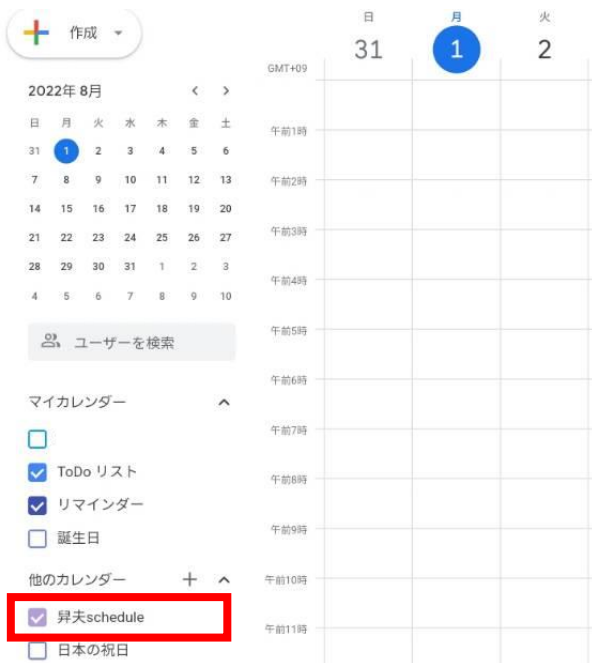 作成
2022年 8月
日 月 火 水 木 金 土
31 1 2 3 4 5 6
7 8 9 10 11 12 13
14 15 16 17 18 19 20
21 22 23 24 25 26 27
28 29 30 31 1 2 3
4 5 6 7 8 9 10
ユーザーを検索
マイカレンダー
ToDo リスト
リマインダー
誕生日
他のカレンダー
昇夫schedule
日本の祝日
日 月 火
31 1 2
GMT+09
午前1時
午前2時
午前3時
午前4時
午前5時
午前6時
午前7時
午前8時
午前9時
午前10時
午前11時